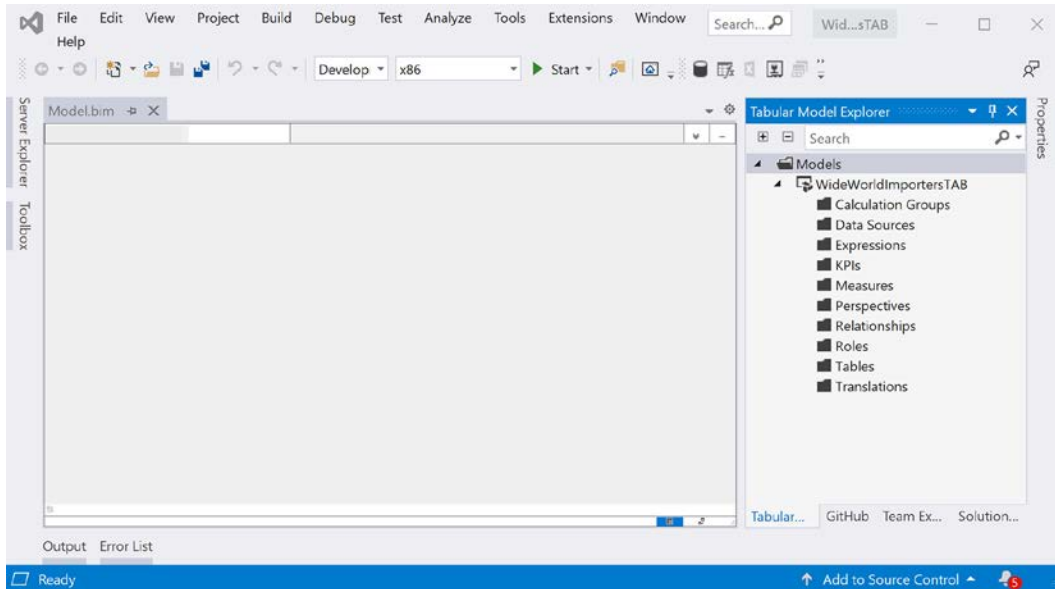 File Edit View Project Build Debug Test Analyze Tools Extensions Window Search... Wid...sTAB
Help
Develop x86 Start
Server Explorer
Toolbox
Model.bim
Tabular Model Explorer
Search
Models
WideWorldImportersTAB
Calculation Groups
Data Sources
Expressions
KPIs
Measures
Perspectives
Relationships
Roles
Tables
Translations
Properties
Tabular... GitHub Team Ex... Solution...
Output Error List
Ready Add to Source Control 5